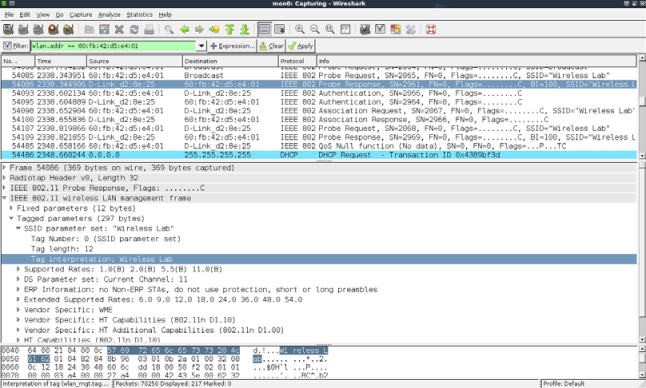 mon0: Capturing - Wireshark
File Edit View Go Capture Analyze Statistics Help
Filter: wlan.addr == 60:fb:42:d5:e4:01 Expression... Clear Apply
No. . Time Source Destination Protocol Info
54085 2338.343951 60:fb:42:d5:e4:01 Broadcast IEEE 802 Probe Request, SN=2065, FN=0, Flags=........C, SSID="Wireless Lab"
54086 2338.344906 D-Link_d2:8e:25 60:fb:42:d5:e4:01 IEEE 802 Probe Response, SN=2961, FN=0, Flags=........C, BI=100, SSID="Wireless L
54093 2338.602134 60:fb:42:d5:e4:01 D-Link_d2:8e:25 IEEE 802 Authentication, SN=2066, FN=0, Flags=........C
54095 2338.604889 D-Link_d2:8e:25 60:fb:42:d5:e4:01 IEEE 802 Authentication, SN=2964, FN=0, Flags=........C
54098 2338.652904 60:fb:42:d5:e4:01 D-Link_d2:8e:25 IEEE 802 Association Request, SN=2067, FN=0, Flags=........C, SSID="Wireless L
54100 2338.655836 D-Link_d2:8e:25 60:fb:42:d5:e4:01 IEEE 802 Association Response, SN=2966, FN=0, Flags=........C
54107 2338.819866 60:fb:42:d5:e4:01 D-Link_d2:8e:25 IEEE 802 Probe Request, SN=2068, FN=0, Flags=........C, SSID="Wireless Lab"
54109 2338.821055 D-Link_d2:8e:25 60:fb:42:d5:e4:01 IEEE 802 Probe Response, SN=2969, FN=0, Flags=........C, BI=100, SSID="Wireless L
54485 2348.658166 60:fb:42:d5:e4:01 D-Link_d2:8e:25 IEEE 802 QoS Null function (No data), SN=0, FN=0, Flags=...P...TC
54486 2348.660244 0.0.0.0 255.255.255.255 DHCP DHCP Request - Transaction ID 0x4389bf3d
Frame 54086 (369 bytes on wire, 369 bytes captured)
Radiotap Header v0, Length 32
IEEE 802.11 Probe Response, Flags: ........C
IEEE 802.11 wireless LAN management frame
Fixed parameters (12 bytes)
Tagged parameters (297 bytes)
SSID parameter set: "Wireless Lab"
Tag Number: 0 (SSID parameter set)
Tag length: 12
Tag interpretation: Wireless Lab
Supported Rates: 1.0(B) 2.0(B) 5.5(B) 11.0(B)
DS Parameter set: Current Channel: 11
ERP Information: no Non-ERP STAs, do not use protection, short or long preambles
Extended Supported Rates: 6.0 9.0 12.0 18.0 24.0 36.0 48.0 54.0
Vendor Specific: WME
Vendor Specific: HT Capabilities (802.11n D1.10)
Vendor Specific: HT Additional Capabilities (802.11n D1.00)
HT Capabilities (802.11n D1.10)
0040 64 00 21 04 00 0c 57 69 72 65 6c 65 73 73 20 4c d.!...Wi reless L
0050 61 62 01 04 82 84 8b 96 03 01 0b 2a 01 00 32 08 ab...... ...*..2.
0060 0c 12 18 24 30 48 60 6c dd 18 00 50 f2 02 01 01 ...$0H`l ...P....
Interpretation of tag (wlan_mgt.tag.... Packets: 70250 Displayed: 217 Marked: 0 Profile: Default